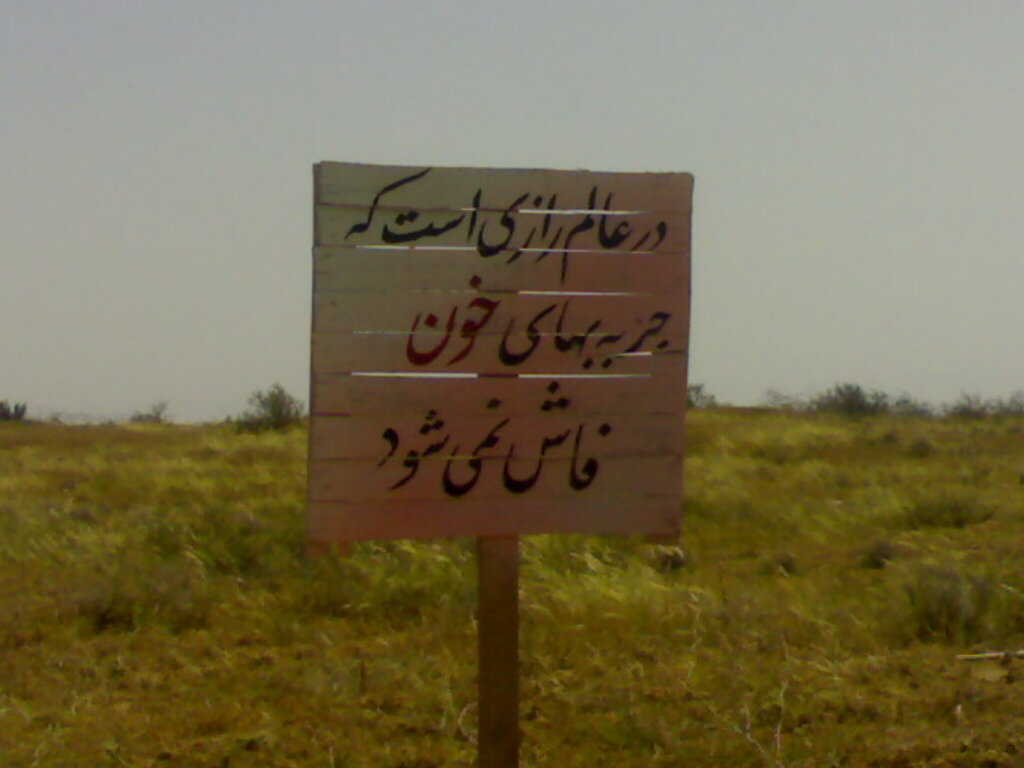 در عالم رازی است که
جز به بهای خون
فاش نمی شود